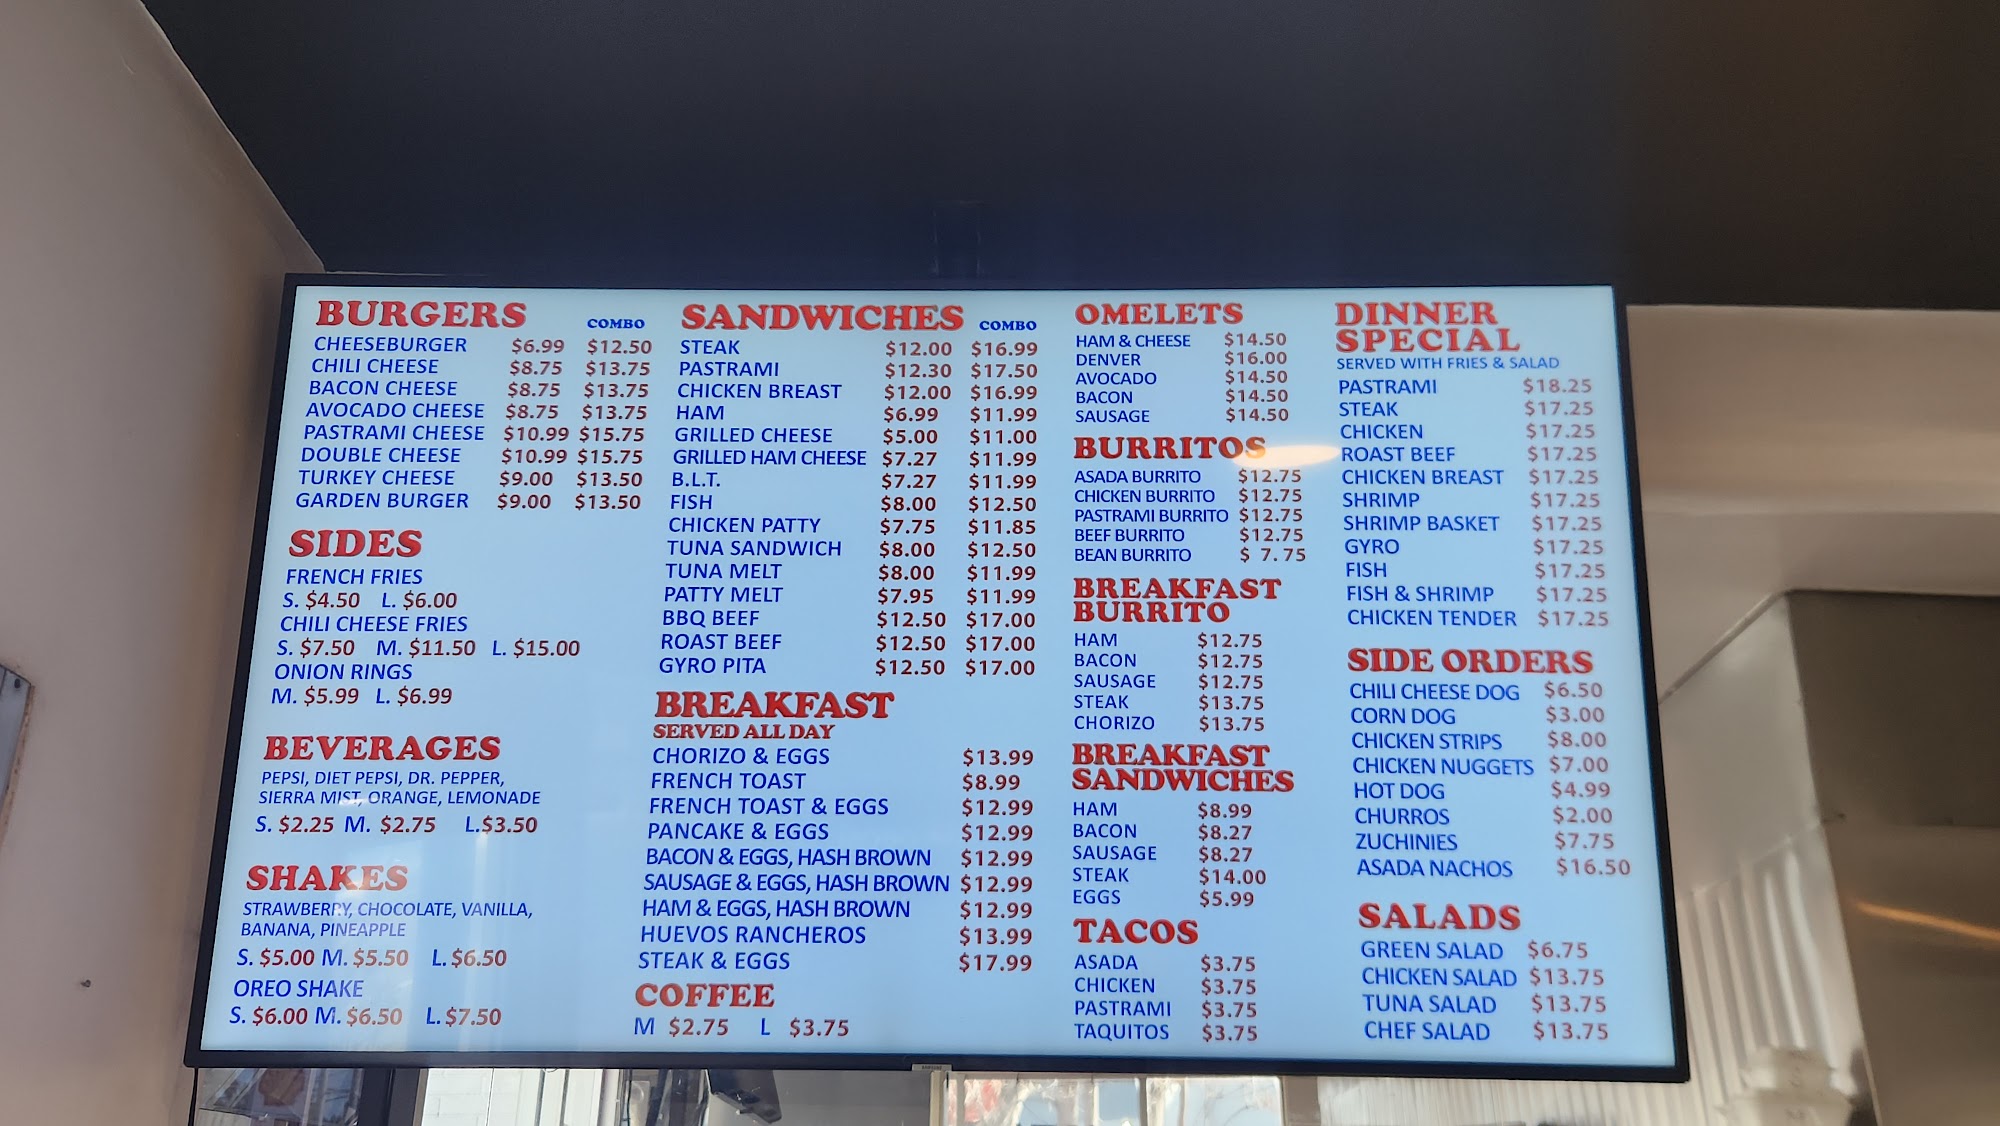 BURGERS COMBO
CHEESEBURGER $6.99 $12.50
CHILI CHEESE $8.75 $13.75
BACON CHEESE $8.75 $13.75
AVOCADO CHEESE $8.75 $13.75
PASTRAMI CHEESE $10.99 $15.75
DOUBLE CHEESE $10.99 $15.75
TURKEY CHEESE $9.00 $13.50
GARDEN BURGER $9.00 $13.50
SIDES
FRENCH FRIES
S. $4.50 L. $6.00
CHILI CHEESE FRIES
S. $7.50 M. $11.50 L. $15.00
ONION RINGS
M. $5.99 L. $6.99
BEVERAGES
PEPSI, DIET PEPSI, DR. PEPPER,
SIERRA MIST, ORANGE, LEMONADE
S. $2.25 M. $2.75 L.$3.50
SHAKES
STRAWBERRY, CHOCOLATE, VANILLA,
BANANA, PINEAPPLE
S. $5.00 M. $5.50 L. $6.50
OREO SHAKE
S. $6.00 M. $6.50 L. $7.50
SANDWICHES COMBO
STEAK $12.00 $16.99
PASTRAMI $12.30 $17.50
CHICKEN BREAST $12.00 $16.99
HAM $6.99 $11.99
GRILLED CHEESE $5.00 $11.00
GRILLED HAM CHEESE $7.27 $11.99
B.L.T. $7.27 $11.99
FISH $8.00 $12.50
CHICKEN PATTY $7.75 $11.85
TUNA SANDWICH $8.00 $12.50
TUNA MELT $8.00 $11.99
PATTY MELT $7.95 $11.99
BBQ BEEF $12.50 $17.00
ROAST BEEF $12.50 $17.00
GYRO PITA $12.50 $17.00
BREAKFAST
SERVED ALL DAY
CHORIZO & EGGS $13.99
FRENCH TOAST $8.99
FRENCH TOAST & EGGS $12.99
PANCAKE & EGGS $12.99
BACON & EGGS, HASH BROWN $12.99
SAUSAGE & EGGS, HASH BROWN $12.99
HAM & EGGS, HASH BROWN $12.99
HUEVOS RANCHEROS $13.99
STEAK & EGGS $17.99
COFFEE
M $2.75 L $3.75
OMELETS
HAM & CHEESE $14.50
DENVER $16.00
AVOCADO $14.50
BACON $14.50
SAUSAGE $14.50
BURRITOS
ASADA BURRITO $12.75
CHICKEN BURRITO $12.75
PASTRAMI BURRITO $12.75
BEEF BURRITO $12.75
BEAN BURRITO $ 7.75
BREAKFAST
BURRITO
HAM $12.75
BACON $12.75
SAUSAGE $12.75
STEAK $13.75
CHORIZO $13.75
BREAKFAST
SANDWICHES
HAM $8.99
BACON $8.27
SAUSAGE $8.27
STEAK $14.00
EGGS $5.99
TACOS
ASADA $3.75
CHICKEN $3.75
PASTRAMI $3.75
TAQUITOS $3.75
DINNER
SPECIAL
SERVED WITH FRIES & SALAD
PASTRAMI $18.25
STEAK $17.25
CHICKEN $17.25
ROAST BEEF $17.25
CHICKEN BREAST $17.25
SHRIMP $17.25
SHRIMP BASKET $17.25
GYRO $17.25
FISH $17.25
FISH & SHRIMP $17.25
CHICKEN TENDER $17.25
SIDE ORDERS
CHILI CHEESE DOG $6.50
CORN DOG $3.00
CHICKEN STRIPS $8.00
CHICKEN NUGGETS $7.00
HOT DOG $4.99
CHURROS $2.00
ZUCHINIES $7.75
ASADA NACHOS $16.50
SALADS
GREEN SALAD $6.75
CHICKEN SALAD $13.75
TUNA SALAD $13.75
CHEF SALAD $13.75